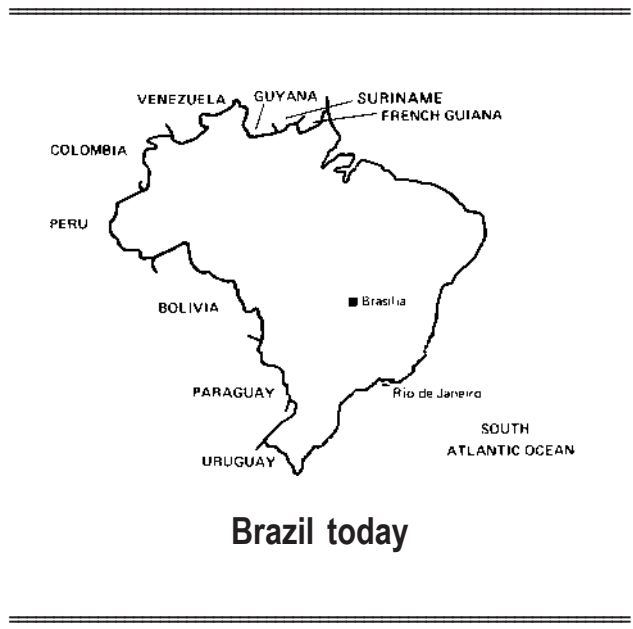 VENEZUELA
GUYANA
SURINAME
FRENCH GUIANA
COLOMBIA
PERU
Brasilia
BOLIVIA
PARAGUAY
Rio de Janeiro
SOUTH
ATLANTIC OCEAN
URUGUAY
Brazil today